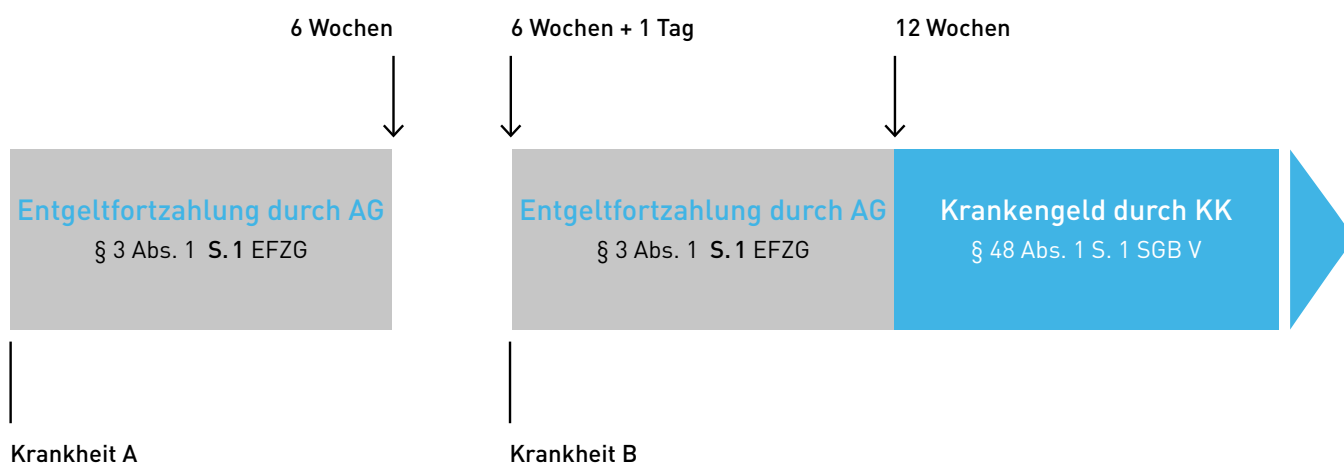 6 Wochen
6 Wochen + 1 Tag
12 Wochen
Entgeltfortzahlung durch AG
§ 3 Abs. 1 S. 1 EFZG
Entgeltfortzahlung durch AG
§ 3 Abs. 1 S. 1 EFZG
Krankengeld durch KK
§ 48 Abs. 1 S. 1 SGB V
Krankheit A
Krankheit B